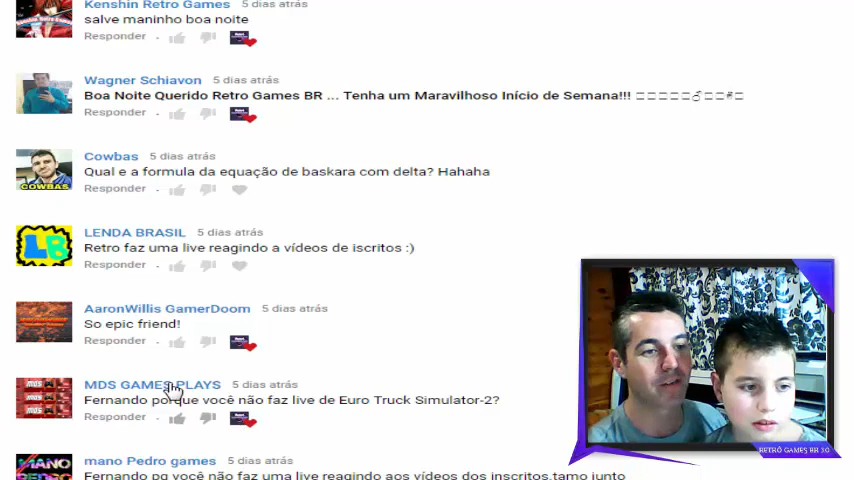 Kenshin Retro Games 5 dias atrás
salve maninho boa noite
Responder
Wagner Schiavon 5 dias atrás
Boa Noite Querido Retro Games BR ... Tenha um Maravilhoso Início de Semana!!!
Responder
Cowbas 5 dias atrás
Qual e a formula da equação de baskara com delta? Hahaha
Responder
COWBAS
LENDA BRASIL 5 dias atrás
LB
Retro faz uma live reagindo a vídeos de iscritos :)
Responder
AaronWillis GamerDoom 5 dias atrás
So epic friend!
Responder
MDS GAMES PLAYS 5 dias atrás
Fernando porque você não faz live de Euro Truck Simulator-2?
Responder
RETRÔ GAMES BR 3.0
mano Pedro games 5 dias atrás
MANO
PEDRO
Fernando pq você não faz uma live reagindo aos vídeos dos inscritos,tamo junto